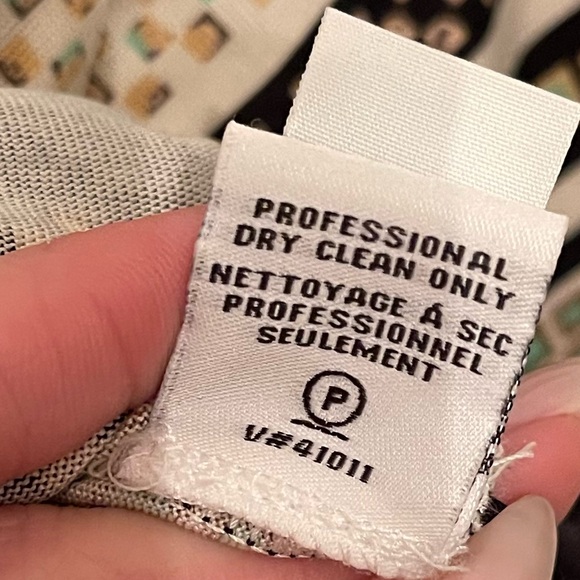 PROFESSIONAL
DRY CLEAN ONLY
NETTOYAGE Á SEC
PROFESSIONNEL
SEULEMENT
P
V#41011